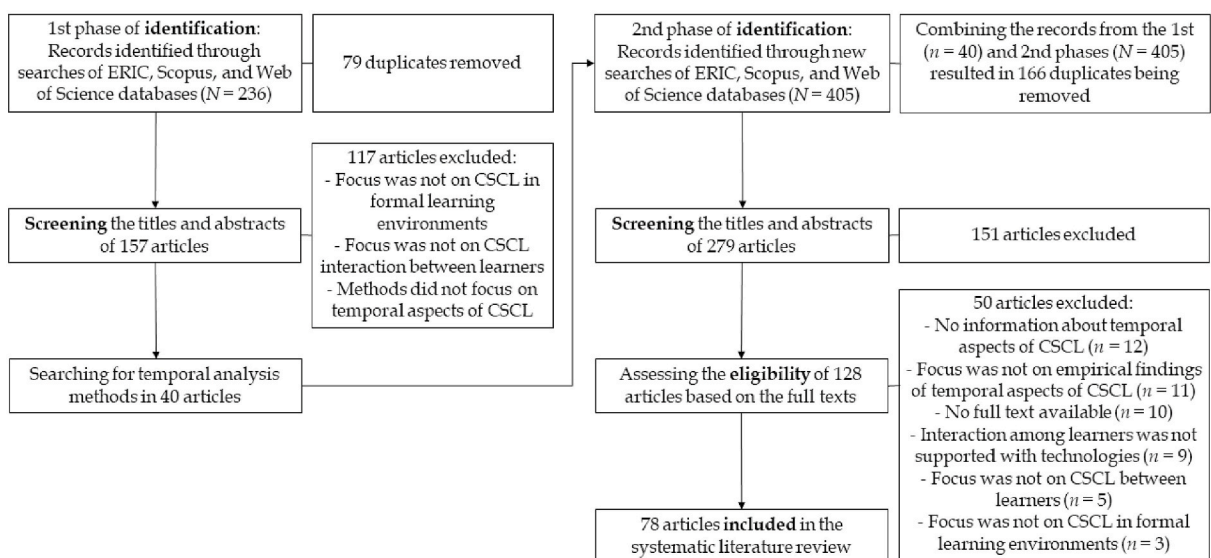 1st phase of identification:
Records identified through
searches of ERIC, Scopus, and Web
of Science databases (N = 236)
79 duplicates removed
117 articles excluded:
- Focus was not on CSCL in
formal learning
environments
- Focus was not on CSCL
interaction between learners
- Methods did not focus on
temporal aspects of CSCL
Screening the titles and abstracts
of 157 articles
Searching for temporal analysis
methods in 40 articles
2nd phase of identification:
Records identified through new
searches of ERIC, Scopus, and Web
of Science databases (N = 405)
Combining the records from the 1st
(n = 40) and 2nd phases (N = 405)
resulted in 166 duplicates being
removed
Screening the titles and abstracts
of 279 articles
151 articles excluded
Assessing the eligibility of 128
articles based on the full texts
50 articles excluded:
- No information about temporal
aspects of CSCL (n = 12)
- Focus was not on empirical findings
of temporal aspects of CSCL (n = 11)
- No full text available (n = 10)
- Interaction among learners was not
supported with technologies (n = 9)
- Focus was not on CSCL between
learners (n = 5)
- Focus was not on CSCL in formal
learning environments (n = 3)
78 articles included in the
systematic literature review